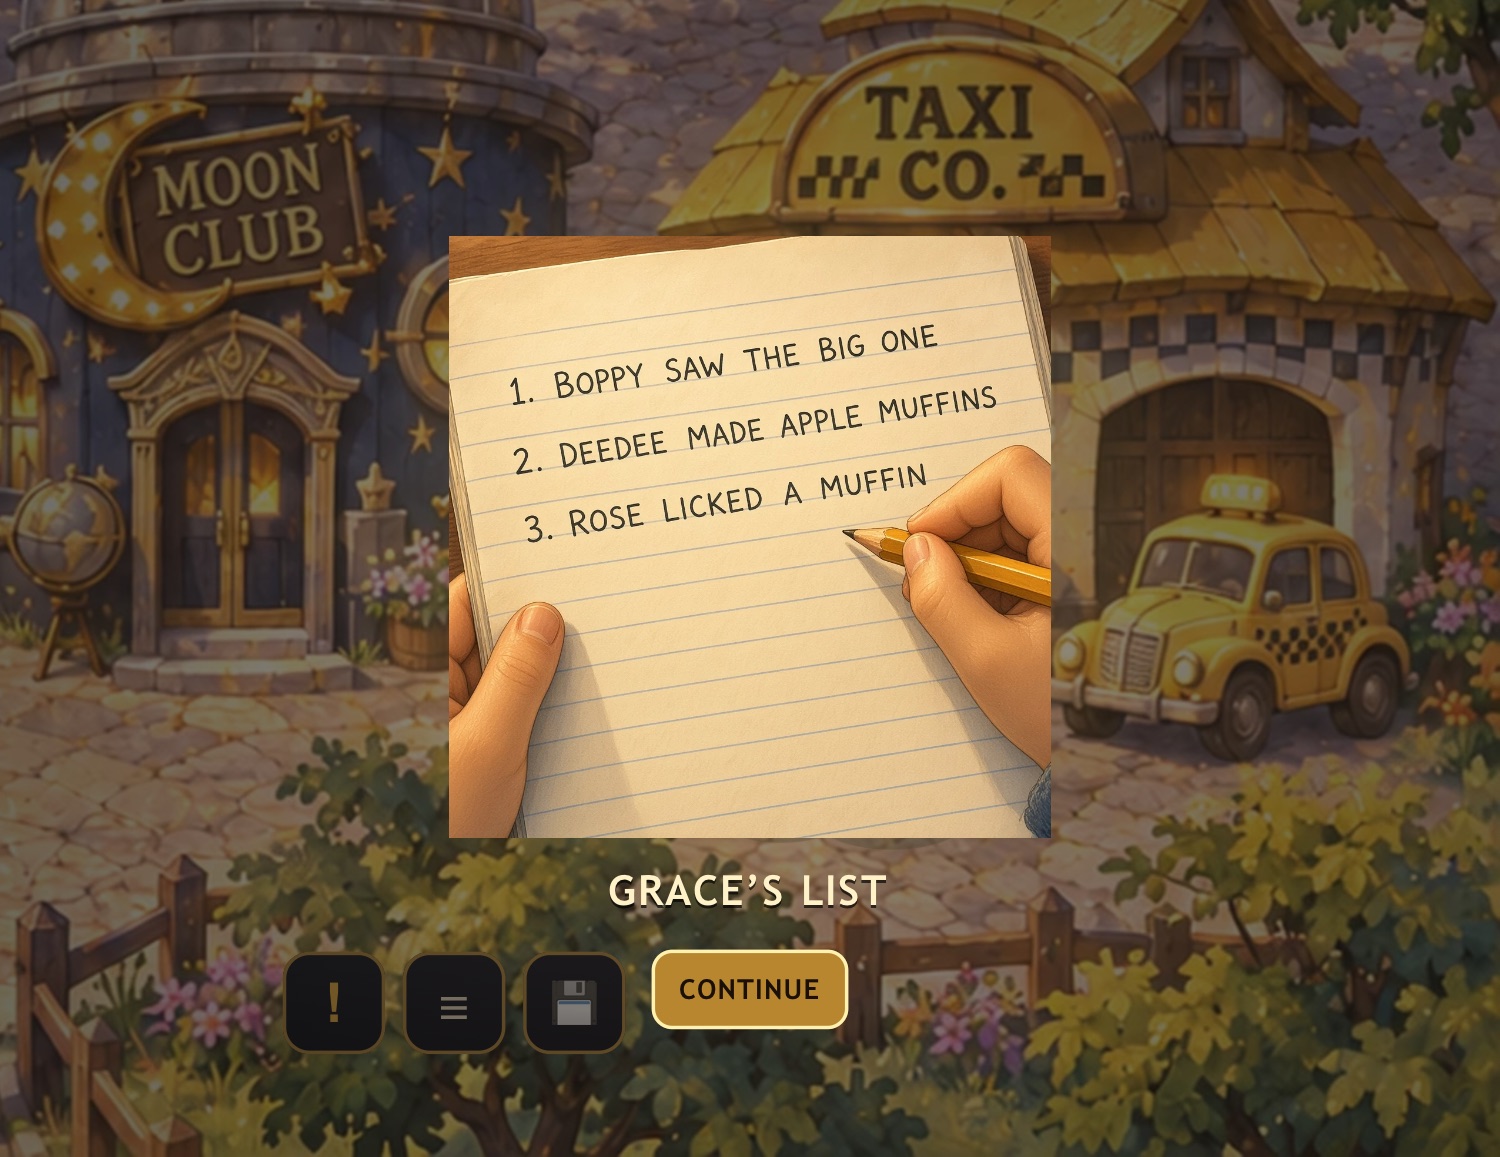 MOON
CLUB
TAXI
CO.
1. BOPPY SAW THE BIG ONE
2. DEEDEE MADE APPLE MUFFINS
3. ROSE LICKED A MUFFIN
GRACE’S LIST
!
CONTINUE